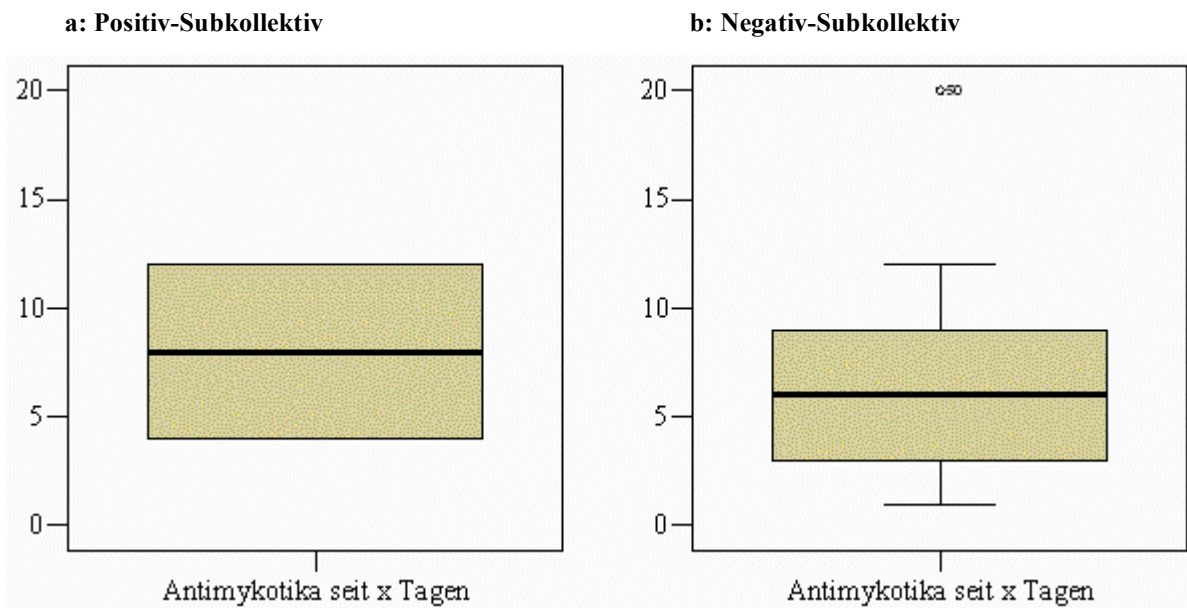 a: Positiv-Subkollektiv
20
15
10
5
0
Antimykotika seit x Tagen
b: Negativ-Subkollektiv
20
15
10
5
0
50
Antimykotika seit x Tagen